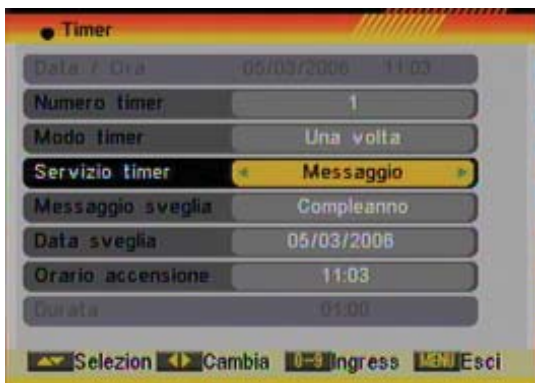 Timer
Data / Ora 05/03/2006 11:03
Numero timer 1
Modo timer Una volta
Servizio timer Messaggio
Messaggio sveglia Compleanno
Data sveglia 05/03/2006
Orario accensione 11:03
Durata 01:00
Selezion Cambia 0-9 Ingress MENU Esci